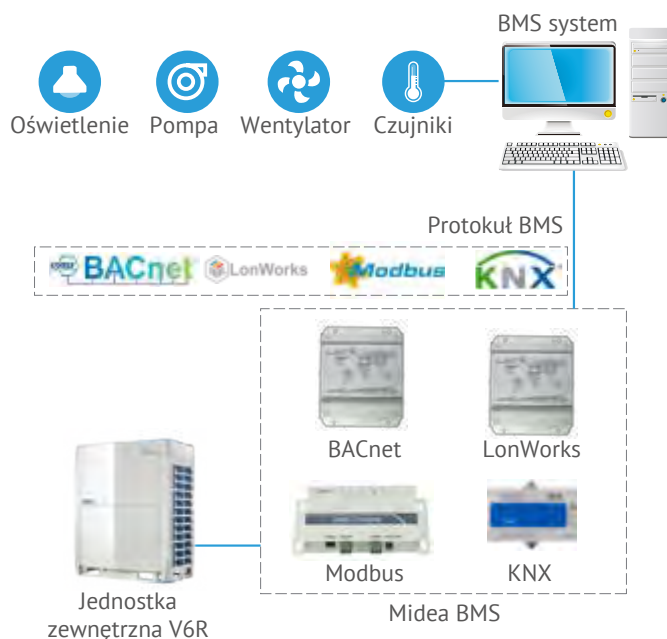 BMS system
Oświetlenie
Pompa
Wentylator
Czujniki
Protokuł BMS
BACnet
LonWorks
Modbus
KNX
BACnet
LonWorks
Modbus
KNX
Jednostka
zewnętrzna V6R
Midea BMS